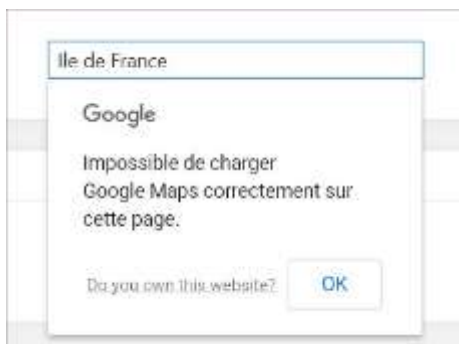 Ile de France
Google
Impossible de charger
Google Maps correctement sur
cette page.
Do you own this website?
OK